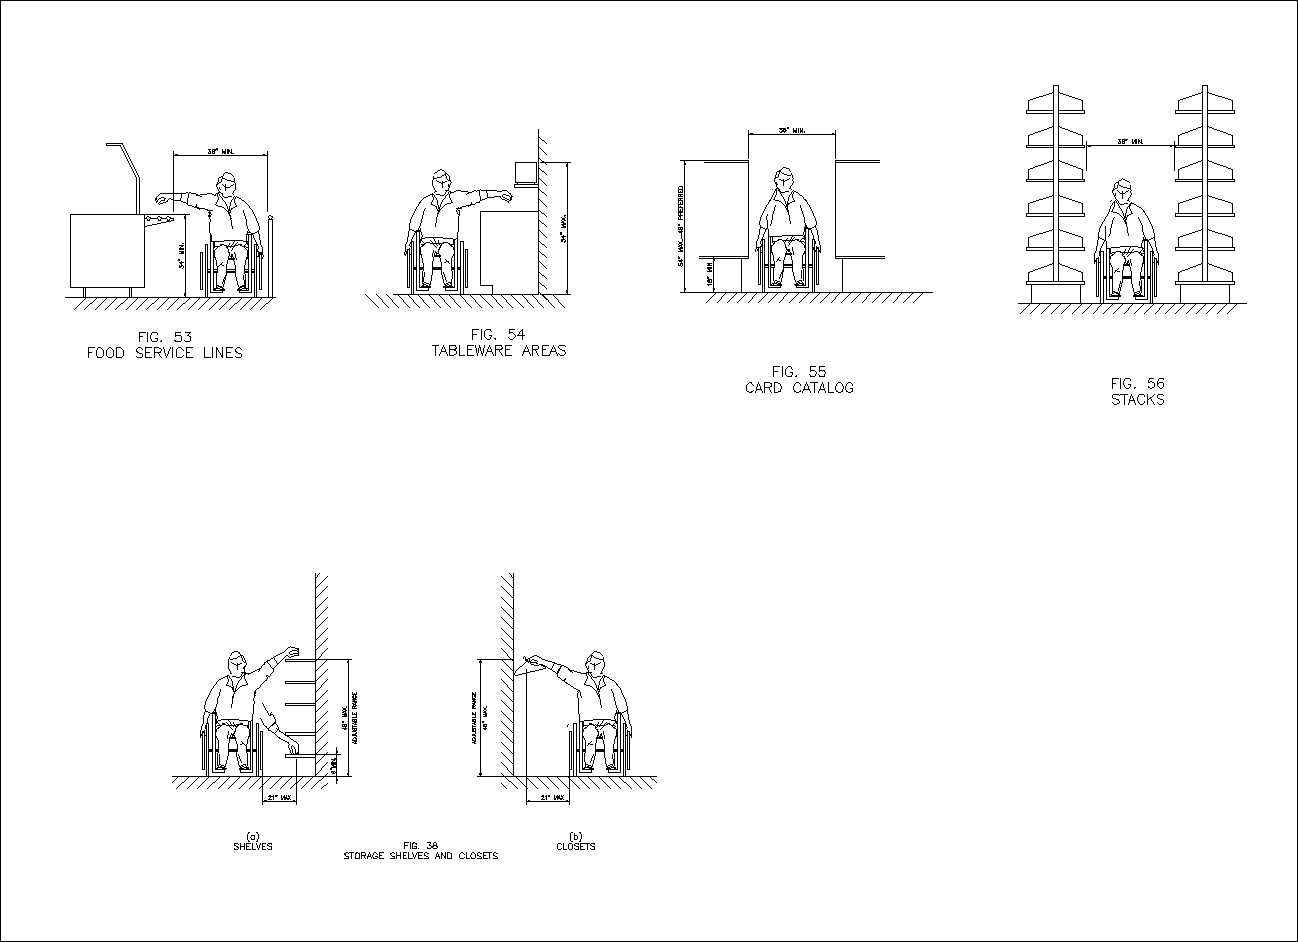 36" MIN.
34" MIN.
FIG. 53
FOOD SERVICE LINES
54" MAX.
FIG. 54
TABLEWARE AREAS
36" MIN.
54" MAX.-48" PREFERRED
18" MIN
FIG. 55
CARD CATALOG
36" MIN.
FIG. 56
STACKS
48" MAX.
ADJUSTABLE RANGE
9"MIN.
21" MAX
(a)
SHELVES
ADJUSTABLE RANGE
48" MAX.
21" MAX
(b)
CLOSETS
FIG. 38
STORAGE SHELVES AND CLOSETS